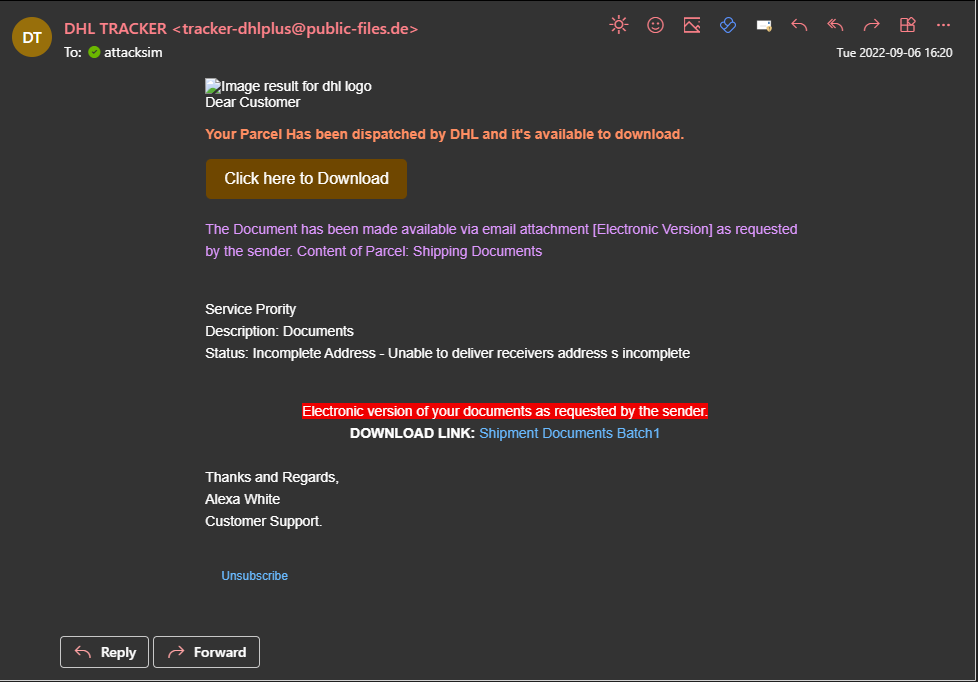 DT
DHL TRACKER <tracker-dhlplus@public-files.de>
To: attacksim
Tue 2022-09-06 16:20
Image result for dhl logo
Dear Customer
Your Parcel Has been dispatched by DHL and it's available to download.
Click here to Download
The Document has been made available via email attachment [Electronic Version] as requested
by the sender. Content of Parcel: Shipping Documents
Service Prority
Description: Documents
Status: Incomplete Address - Unable to deliver receivers address s incomplete
Electronic version of your documents as requested by the sender.
DOWNLOAD LINK: Shipment Documents Batch1
Thanks and Regards,
Alexa White
Customer Support.
Unsubscribe
Reply
Forward